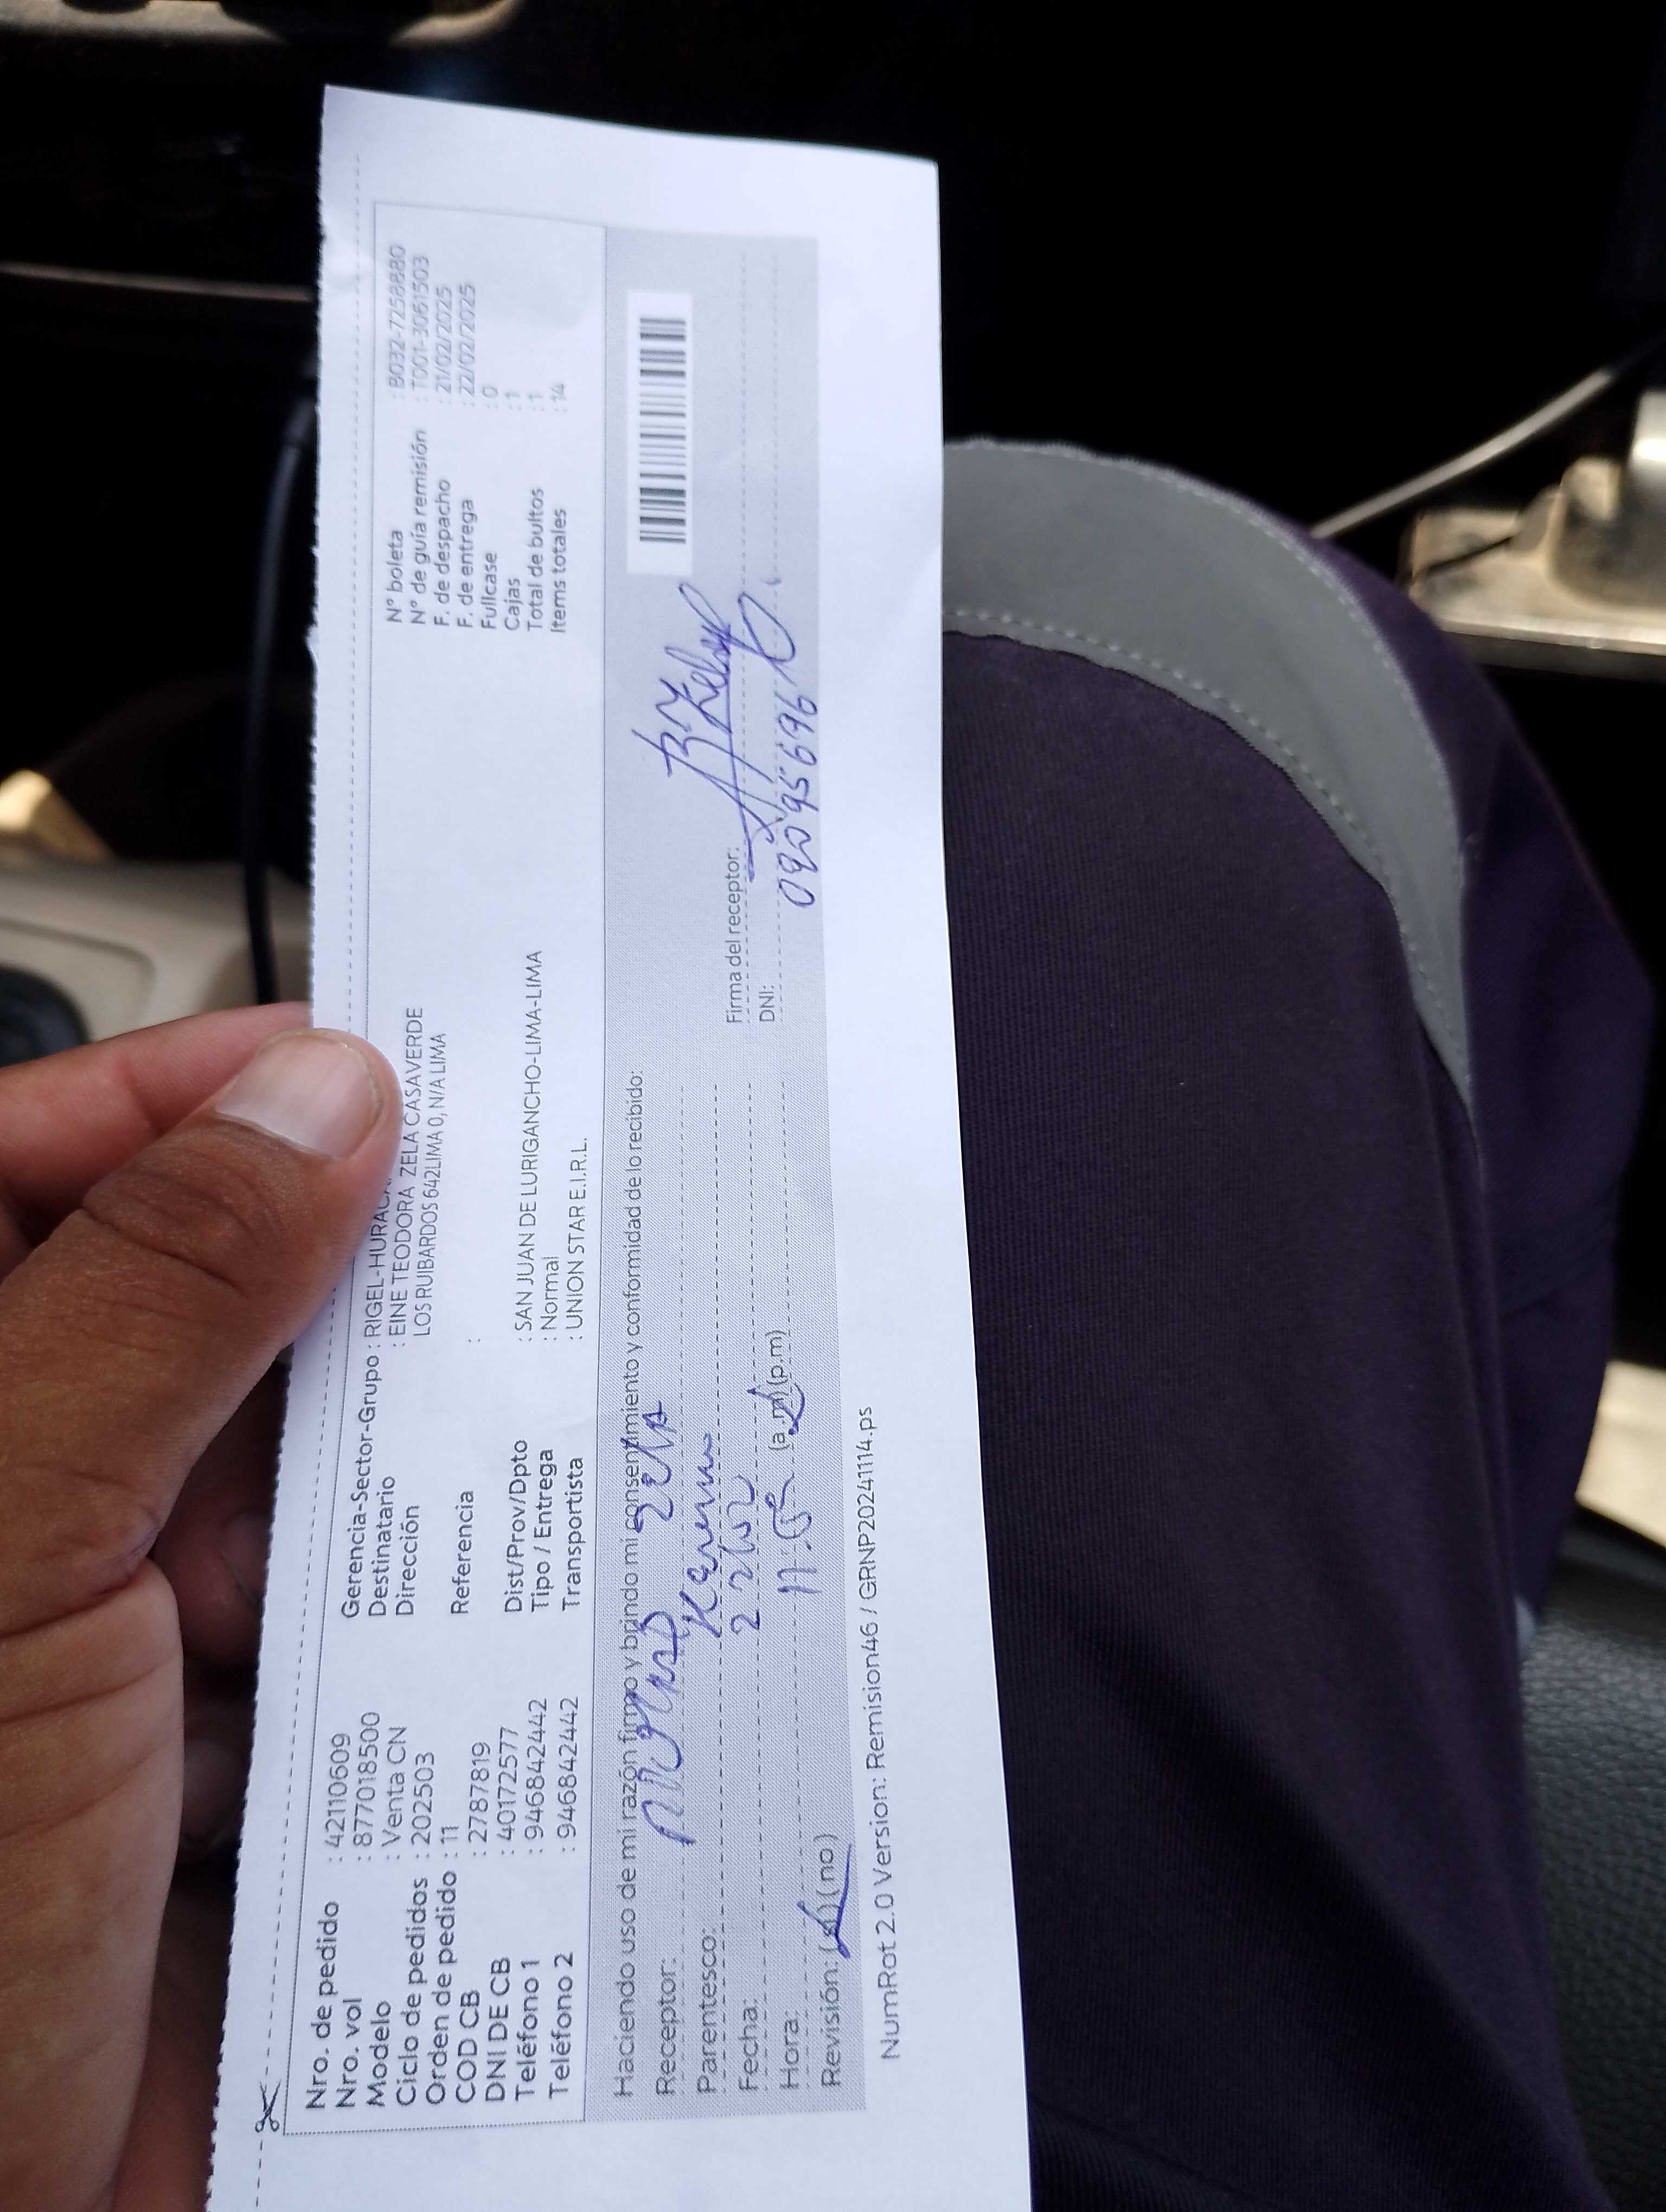 Nro. de pedido : 42110609
Nro. vol : 877018500
Modelo : Venta CN
Ciclo de pedidos : 202503
Orden de pedido : 11
COD CB : 2787819
DNI DE CB : 40172577
Teléfono 1 : 946842442
Teléfono 2 : 946842442
Gerencia-Sector-Grupo : RIGEL-HURAC
Destinatario : EINE TEODORA ZELA CASAVERDE
Dirección LOS RUIBARDOS 642LIMA 0, N/A LIMA
Referencia :
Dist/Prov/Dpto : SAN JUAN DE LURIGANCHO-LIMA-LIMA
Tipo / Entrega : Normal
Transportista : UNION STAR E.I.R.L.
N° boleta : B032-7258880
N° de guía remisión : T001-3061503
F. de despacho : 21/02/2025
F. de entrega : 22/02/2025
Fullcase : 0
Cajas : 1
Total de bultos : 1
Items totales : 14
Haciendo uso de mi razón firmo y brindo mi consentimiento y conformidad de lo recibido:
Receptor: Zela
Parentesco:
Fecha:
Hora: (a.m)(p.m)
Revisión: (si)(no)
Firma del receptor:
DNI: 09295696
NumRot 2.0 Version: Remision46 / GRNP20241114.ps